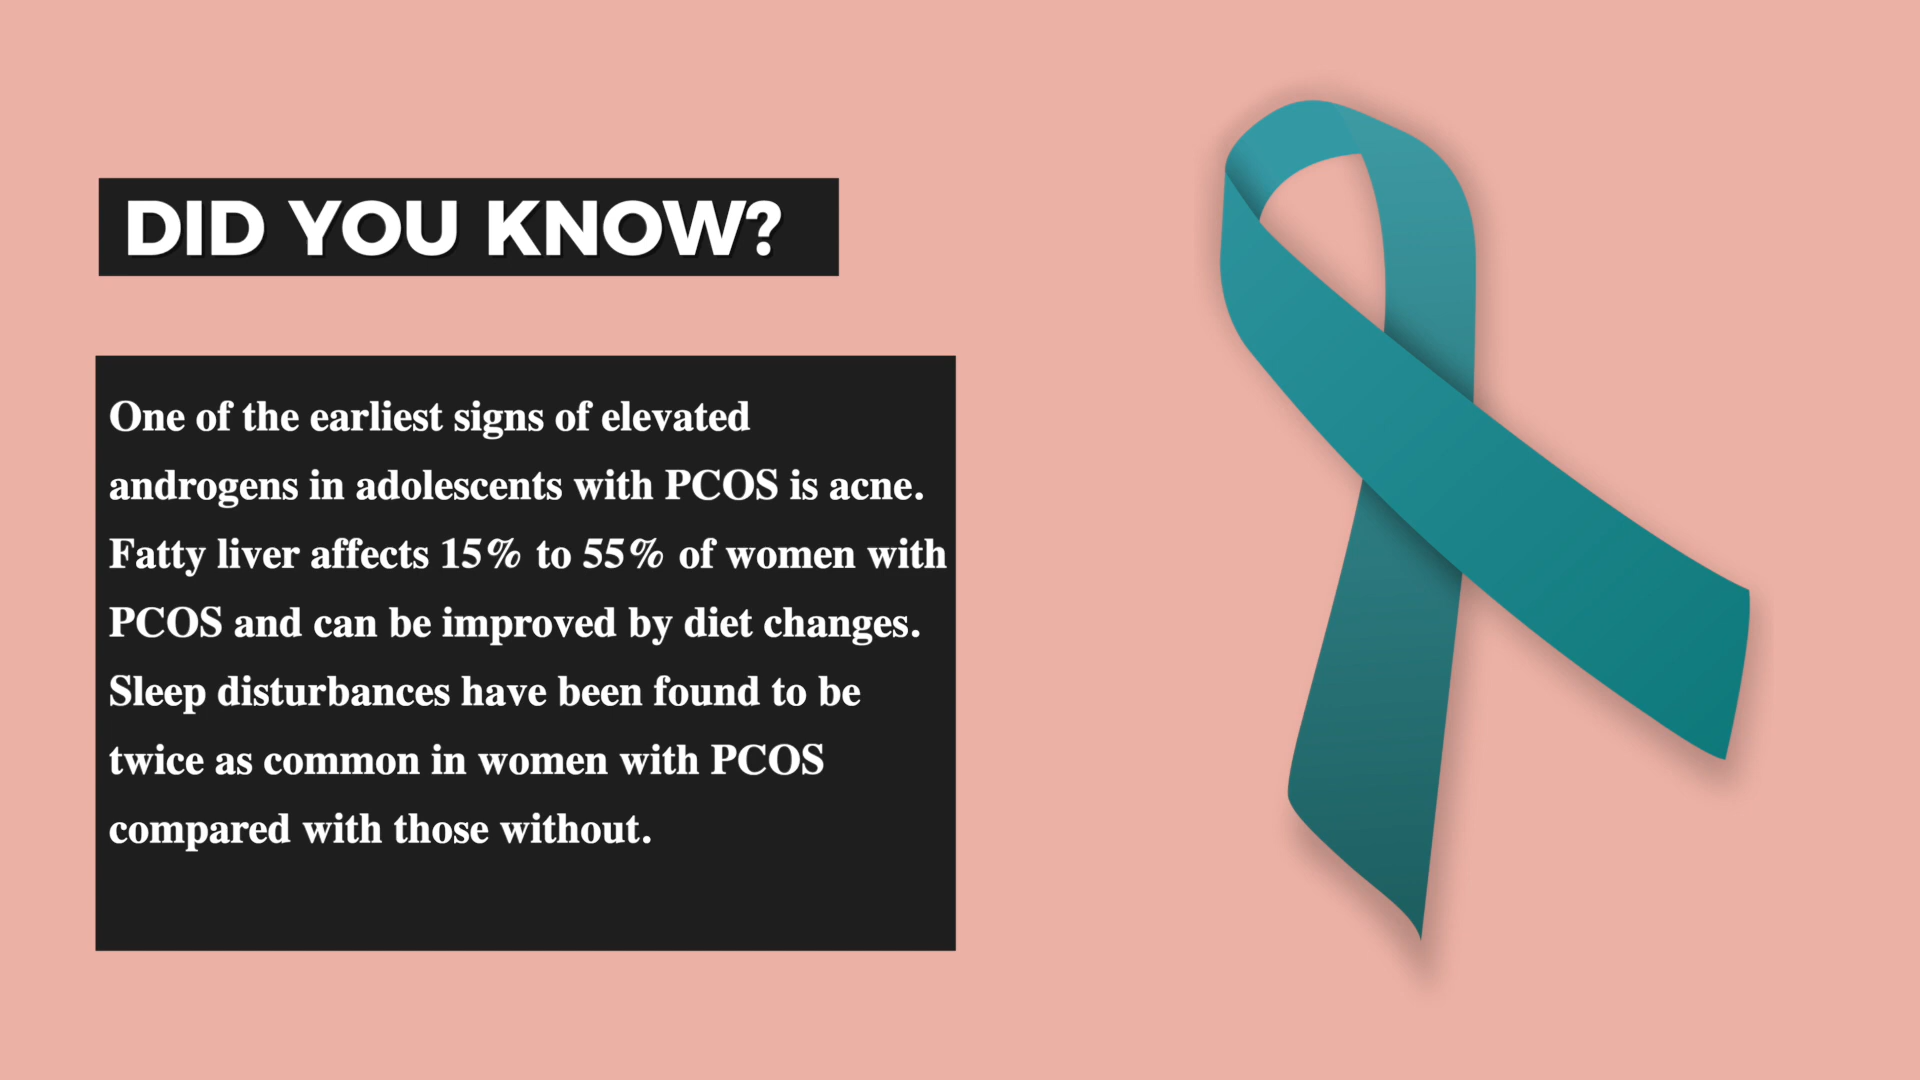 DID YOU KNOW?
One of the earliest signs of elevated
androgens in adolescents with PCOS is acne.
Fatty liver affects 15% to 55% of women with
PCOS and can be improved by diet changes.
Sleep disturbances have been found to be
twice as common in women with PCOS
compared with those without.